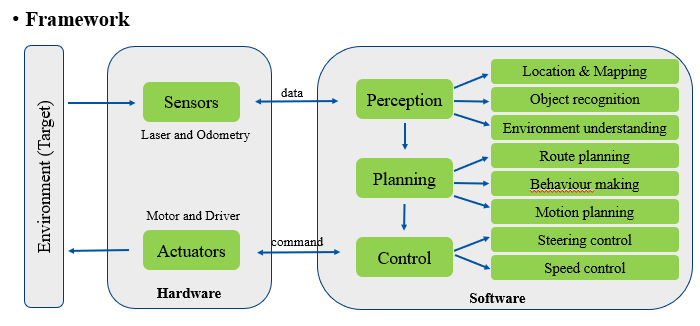 • Framework
Environment (Target)
Sensors
Laser and Odometry
Motor and Driver
Actuators
Hardware
data
command
Perception
Planning
Control
Location & Mapping
Object recognition
Environment understanding
Route planning
Behaviour making
Motion planning
Steering control
Speed control
Software